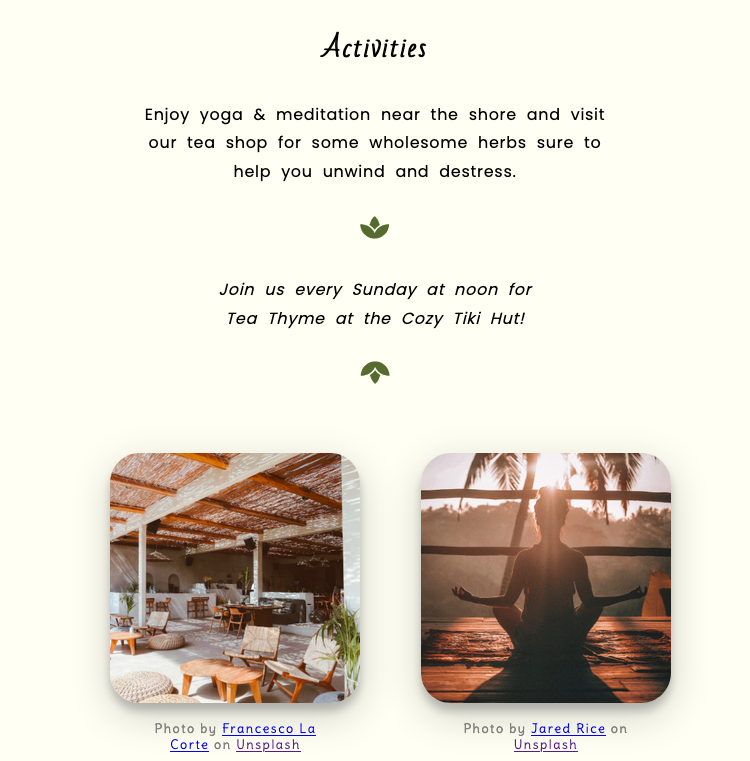 Activities
Enjoy yoga & meditation near the shore and visit
our tea shop for some wholesome herbs sure to
help you unwind and destress.
Join us every Sunday at noon for
Tea Thyme at the Cozy Tiki Hut!
Photo by Francesco La
Corte on Unsplash
Photo by Jared Rice on
Unsplash